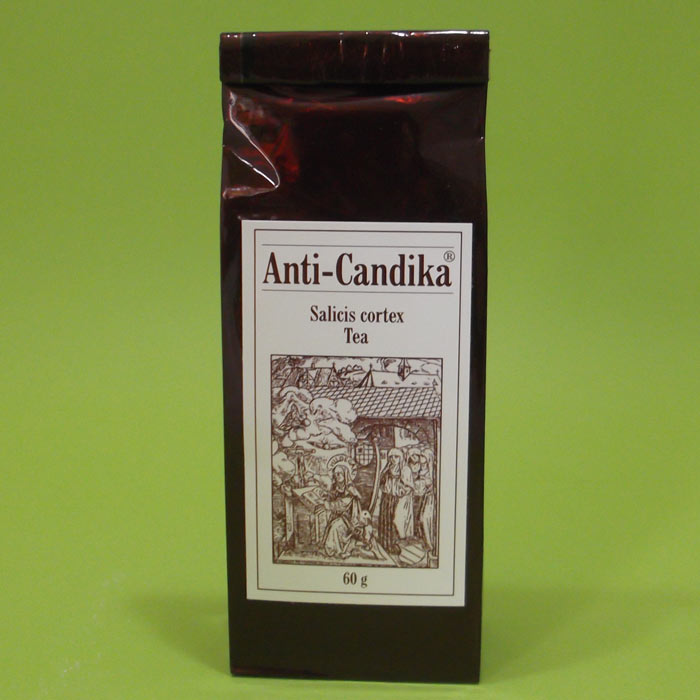 Anti-Candika®
Salicis cortex
Tea
60 g